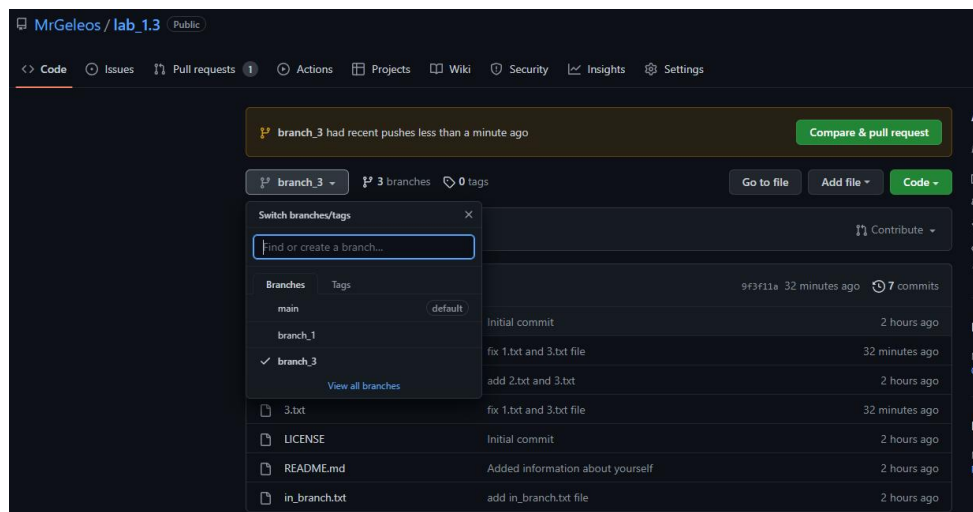 MrGeleos / lab_1.3 Public
<> Code Issues Pull requests 1 Actions Projects Wiki Security Insights Settings
branch_3 had recent pushes less than a minute ago Compare & pull request
branch_3 3 branches 0 tags Go to file Add file Code
Switch branches/tags
Contribute
Find or create a branch...
Branches Tags
9f3f11a 32 minutes ago 7 commits
main default
Initial commit 2 hours ago
branch_1
fix 1.txt and 3.txt file 32 minutes ago
branch_3
add 2.txt and 3.txt 2 hours ago
View all branches
3.txt fix 1.txt and 3.txt file 32 minutes ago
LICENSE Initial commit 2 hours ago
README.md Added information about yourself 2 hours ago
in_branch.txt add in_branch.txt file 2 hours ago